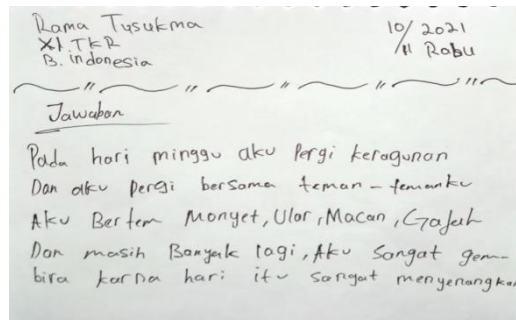 Rama Tusukma
10/ 2021
XI.TKR
/11 Rabu
B. indonesia
Jawaban
Pada hari minggu aku Pergi keragunan
Dan aku pergi bersama teman-temanku
Aku Bertem Monyet, Ular, Macan, Gajah
Dan masih Banyak lagi, Aku Sangat gem-
bira karna hari itu sangat menyenangkan